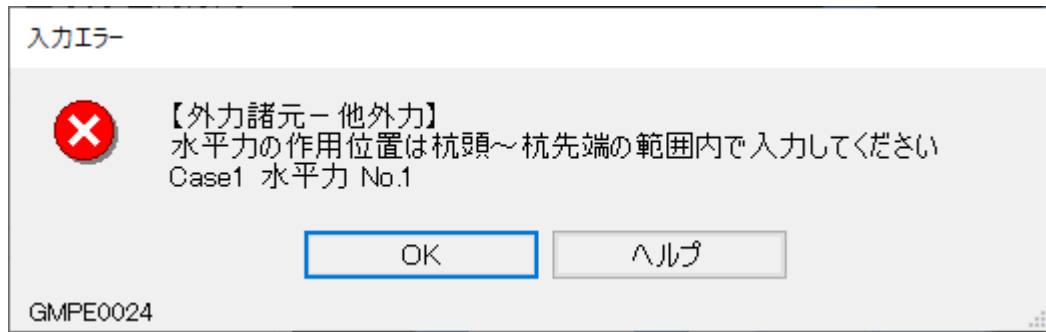 入力エラー
【外力諸元－他外力】
水平力の作用位置は杭頭～杭先端の範囲内で入力してください
Case1 水平力 No.1
OK
ヘルプ
GMPE0024